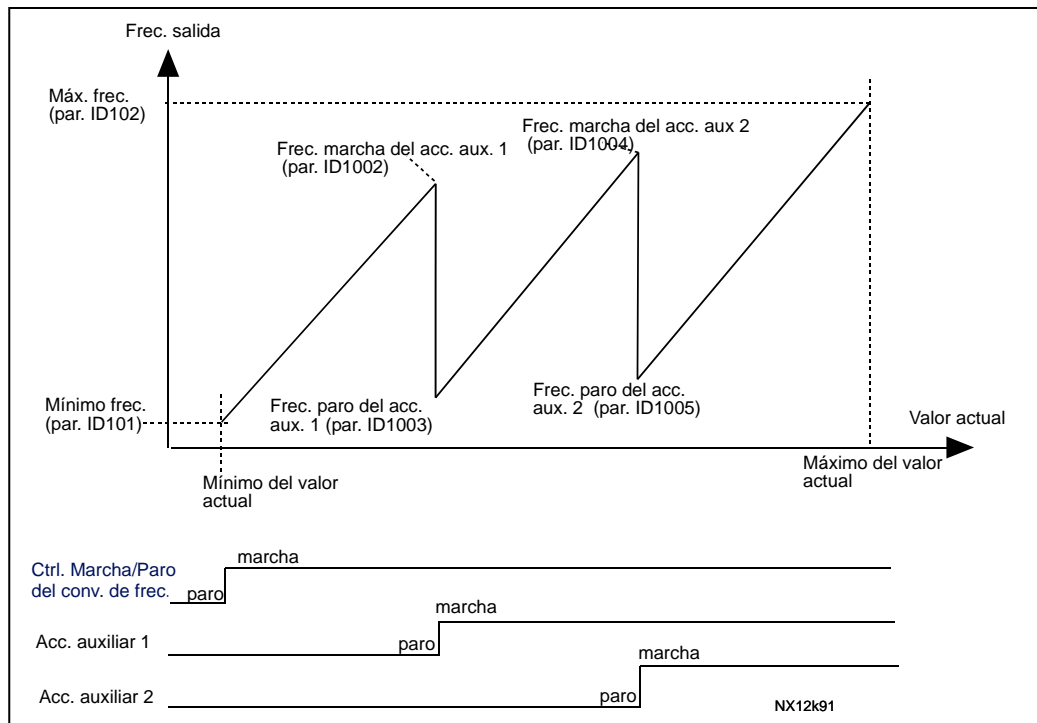 Frec. salida
Máx. frec.
(par. ID102)
Frec. marcha del acc. aux. 1
(par. ID1002)
Frec. marcha del acc. aux 2
(par. ID1004)
Mínimo frec.
(par. ID101)
Frec. paro del acc.
aux. 1 (par. ID1003)
Frec. paro del acc.
aux. 2 (par. ID1005)
Valor actual
Mínimo del valor
actual
Máximo del valor
actual
Ctrl. Marcha/Paro
del conv. de frec.
paro
marcha
Acc. auxiliar 1
paro
marcha
Acc. auxiliar 2
paro
marcha
NX12k91